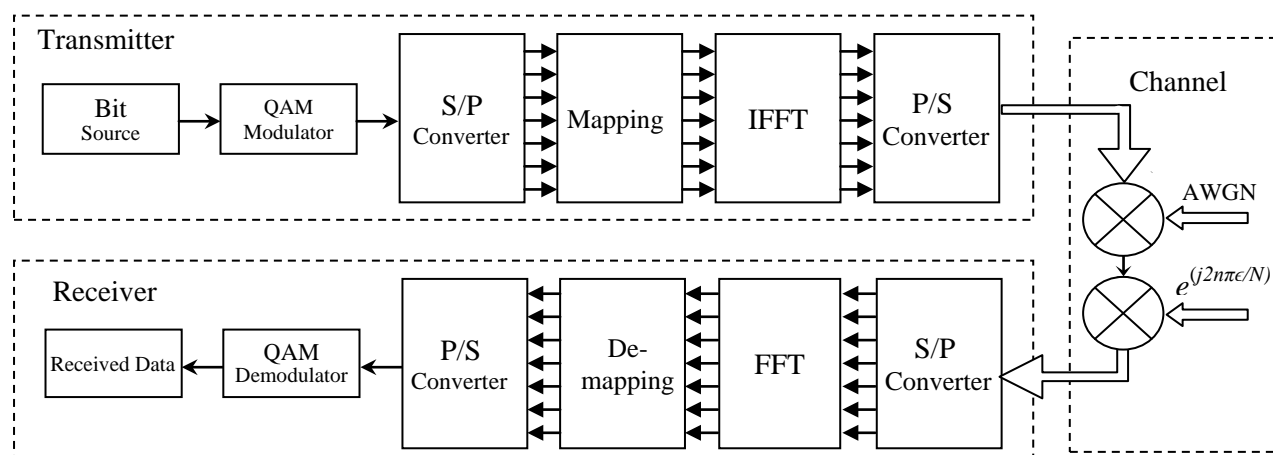 Transmitter
Bit
Source
QAM
Modulator
S/P
Converter
Mapping
IFFT
P/S
Converter
Channel
AWGN
e^(j2nπϵ/N)
Receiver
Received Data
QAM
Demodulator
P/S
Converter
De-
mapping
FFT
S/P
Converter